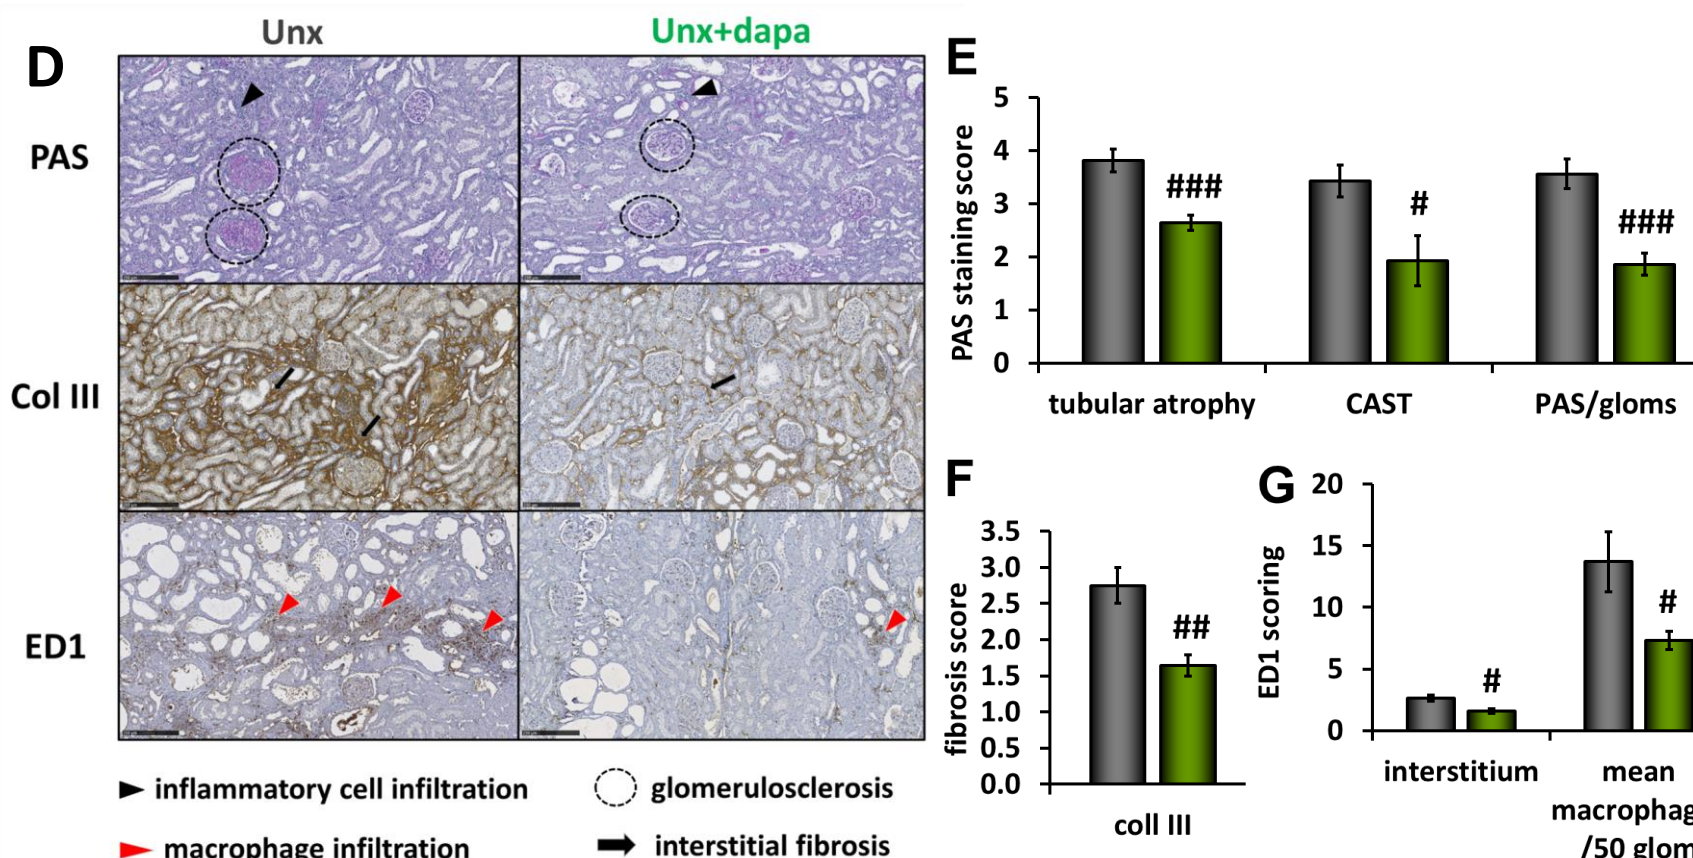 D
Unx
Unx+dapa
PAS
Col III
ED1
inflammatory cell infiltration
glomerulosclerosis
macrophage infiltration
interstitial fibrosis
E
PAS staining score
5
4
3
2
1
0
###
#
###
tubular atrophy
CAST
PAS/gloms
F
fibrosis score
3.5
3.0
2.5
2.0
1.5
1.0
0.5
0.0
##
coll III
G
ED1 scoring
20
15
10
5
0
#
#
interstitium
mean
macrophag
/50 glom